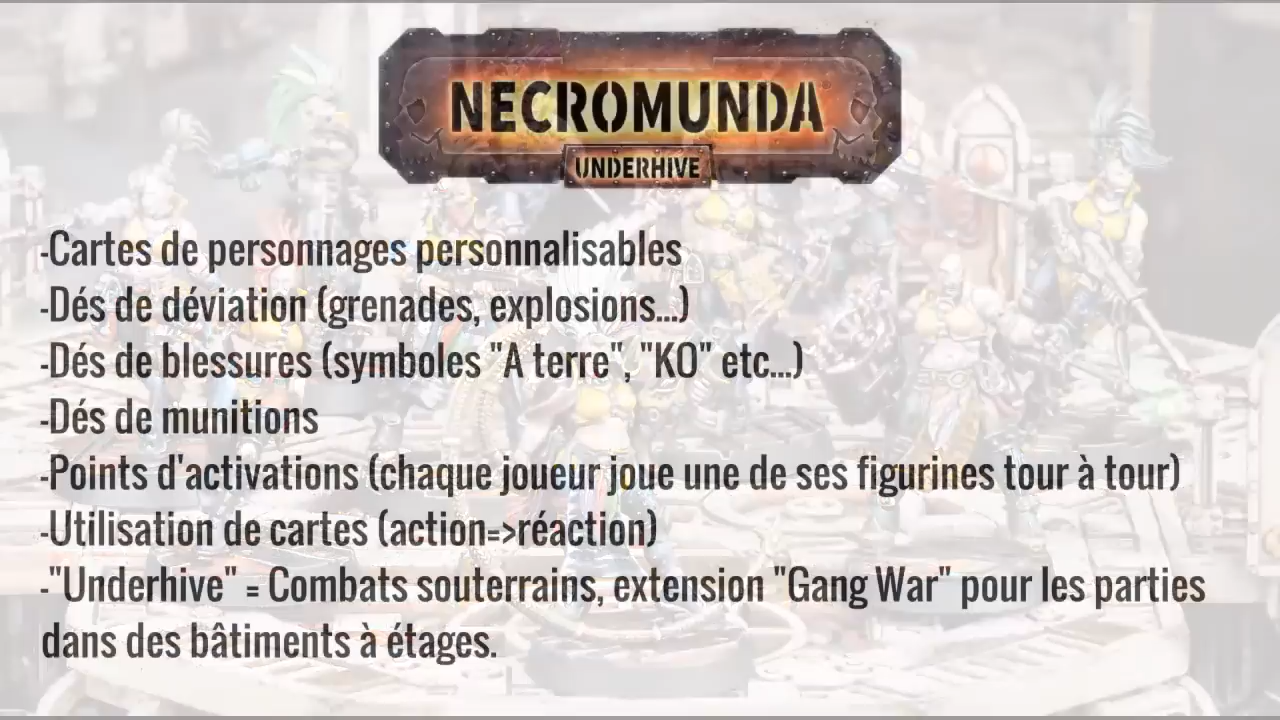 NECROMUNDA
UNDERHIVE
-Cartes de personnages personnalisables
-Dés de déviation (grenades, explosions...)
-Dés de blessures (symboles "A terre", "KO" etc...)
-Dés de munitions
-Points d'activations (chaque joueur joue une de ses figurines tour à tour)
-Utilisation de cartes (action=>réaction)
-"Underhive" = Combats souterrains, extension "Gang War" pour les parties
dans des bâtiments à étages.